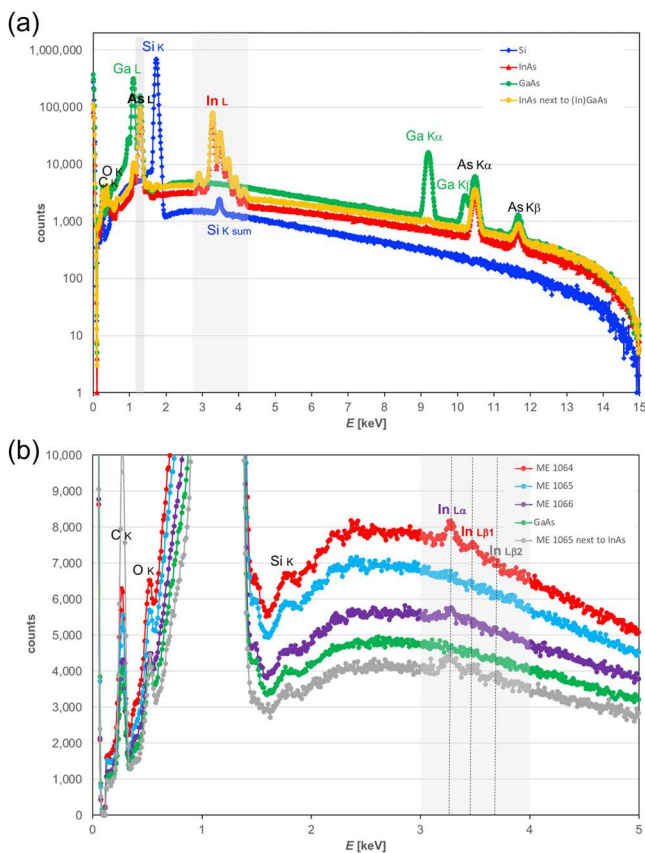 (a)
1,000,000
100,000
10,000
1,000
100
10
1
counts
Si K
Ga L
As L
O K
C K
In L
Si K sum
Ga Kα
Ga Kβ
As Kα
As Kβ
Si
InAs
GaAs
InAs next to (In)GaAs
0 1 2 3 4 5 6 7 8 9 10 11 12 13 14 15
E [keV]
(b)
10,000
9,000
8,000
7,000
6,000
5,000
4,000
3,000
2,000
1,000
0
counts
C K
O K
Si K
In Lα
In Lβ1
In Lβ2
ME 1064
ME 1065
ME 1066
GaAs
ME 1065 next to InAs
0 1 2 3 4 5
E [keV]